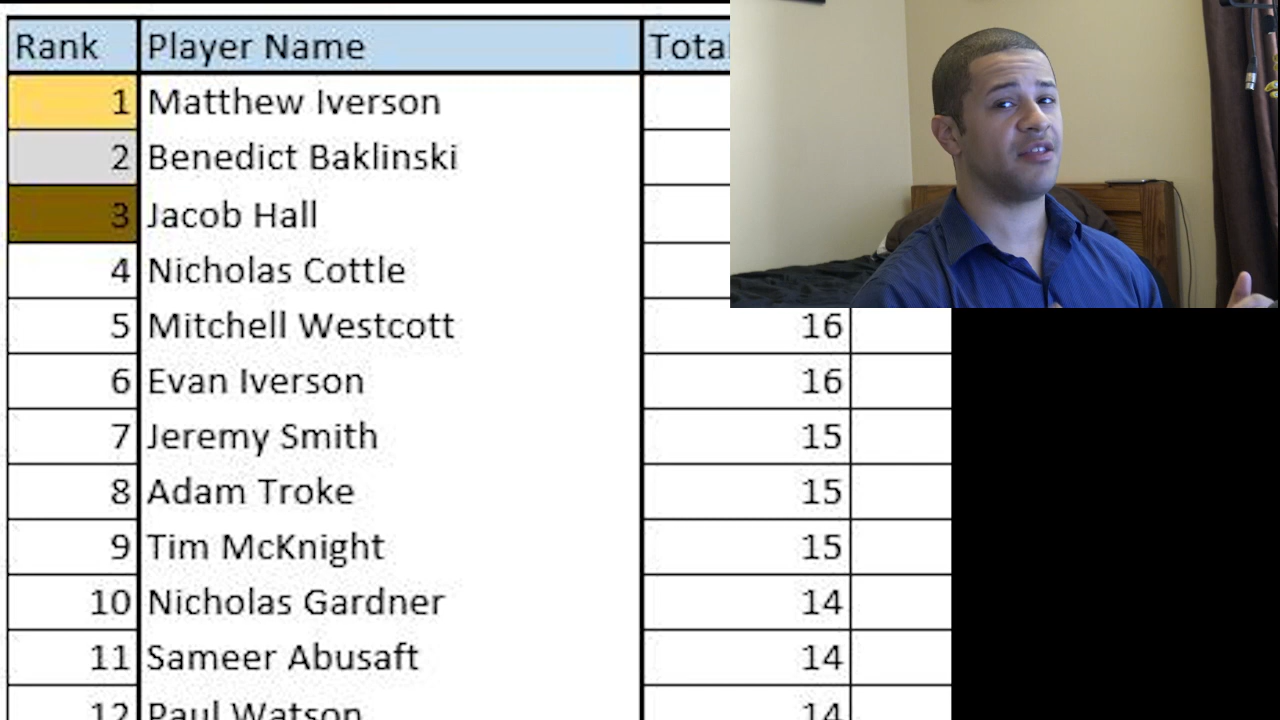 Rank Player Name Tota
1 Matthew Iverson
2 Benedict Baklinski
3 Jacob Hall
4 Nicholas Cottle
5 Mitchell Westcott 16
6 Evan Iverson 16
7 Jeremy Smith 15
8 Adam Troke 15
9 Tim McKnight 15
10 Nicholas Gardner 14
11 Sameer Abusaft 14
12 Paul Watson 14